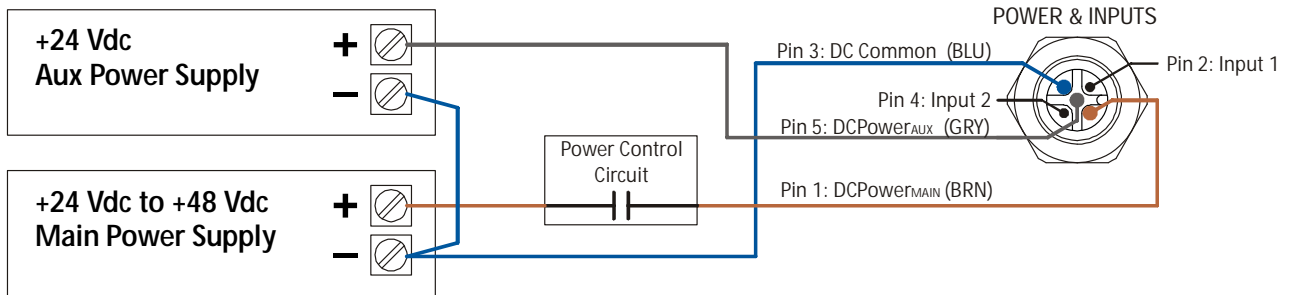 +24 Vdc
Aux Power Supply
+
–
+24 Vdc to +48 Vdc
Main Power Supply
+
–
Power Control
Circuit
POWER & INPUTS
Pin 3: DC Common (BLU)
Pin 2: Input 1
Pin 4: Input 2
Pin 5: DCPowerAUX (GRY)
Pin 1: DCPowerMAIN (BRN)